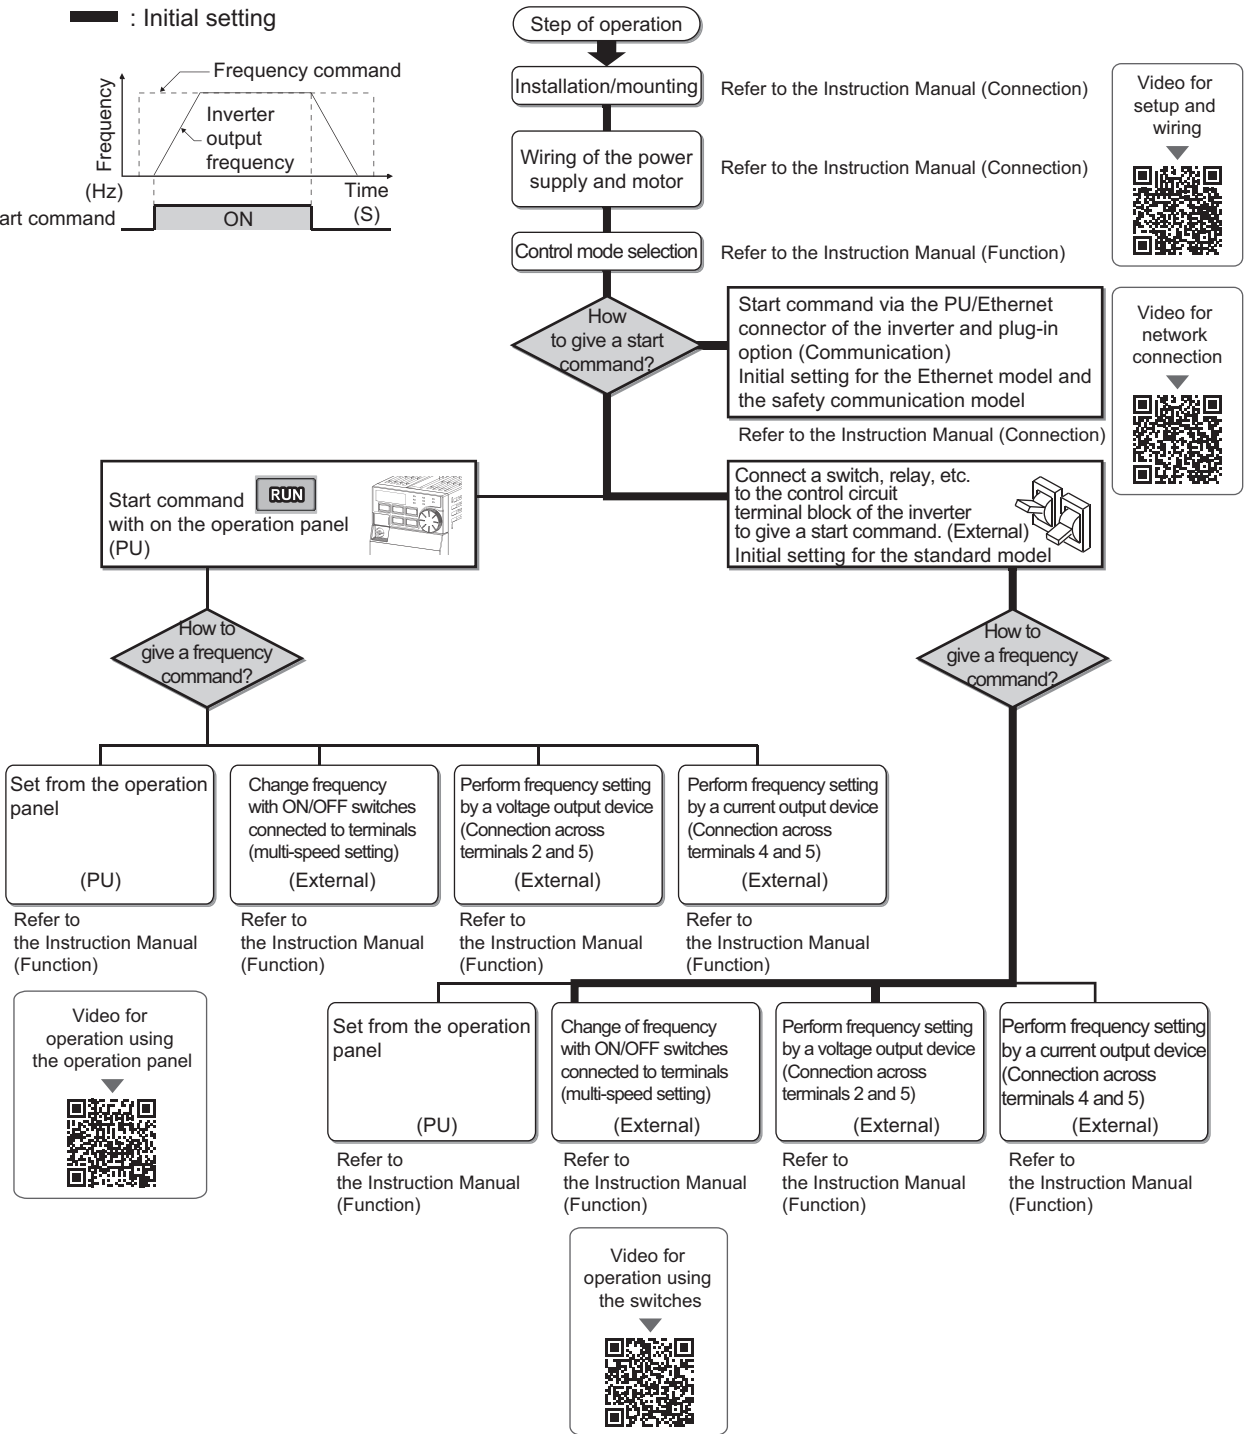 : Initial setting
Frequency command
Inverter
output
frequency
Frequency
(Hz)
Time
(S)
art command
ON
Step of operation
Installation/mounting
Refer to the Instruction Manual (Connection)
Wiring of the power
supply and motor
Refer to the Instruction Manual (Connection)
Control mode selection
Refer to the Instruction Manual (Function)
Video for
setup and
wiring
How
to give a start
command?
Start command via the PU/Ethernet
connector of the inverter and plug-in
option (Communication)
Initial setting for the Ethernet model and
the safety communication model
Refer to the Instruction Manual (Connection)
Video for
network
connection
Start command
RUN
with on the operation panel
(PU)
Connect a switch, relay, etc.
to the control circuit
terminal block of the inverter
to give a start command. (External)
Initial setting for the standard model
How to
give a frequency
command?
How to
give a frequency
command?
Set from the operation
panel
(PU)
Refer to
the Instruction Manual
(Function)
Change frequency
with ON/OFF switches
connected to terminals
(multi-speed setting)
(External)
Refer to
the Instruction Manual
(Function)
Perform frequency setting
by a voltage output device
(Connection across
terminals 2 and 5)
(External)
Refer to
the Instruction Manual
(Function)
Perform frequency setting
by a current output device
(Connection across
terminals 4 and 5)
(External)
Refer to
the Instruction Manual
(Function)
Video for
operation using
the operation panel
Set from the operation
panel
(PU)
Refer to
the Instruction Manual
(Function)
Change of frequency
with ON/OFF switches
connected to terminals
(multi-speed setting)
(External)
Refer to
the Instruction Manual
(Function)
Perform frequency setting
by a voltage output device
(Connection across
terminals 2 and 5)
(External)
Refer to
the Instruction Manual
(Function)
Perform frequency setting
by a current output device
(Connection across
terminals 4 and 5)
(External)
Refer to
the Instruction Manual
(Function)
Video for
operation using
the switches